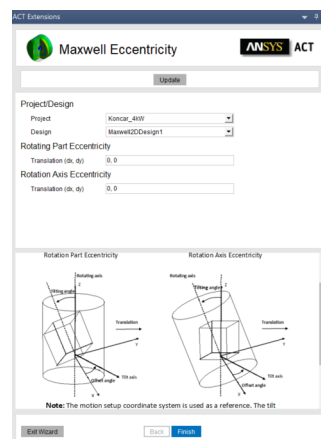 ACT Extensions
Maxwell Eccentricity
ANSYS ACT
Update
Project/Design
Project Koncar_4kW
Design Maxwell2DDesign1
Rotating Part Eccentricity
Translation (dx, dy) 0, 0
Rotation Axis Eccentricity
Translation (dx, dy) 0, 0
Rotation Part Eccentricity Rotation Axis Eccentricity
Rotating axis Rotating axis
Z Z
Tilting angle Tilting angle
Translation Translation
Y Y
Tilt axis Tilt axis
Offset angle Offset angle
X X
Note: The motion setup coordinate system is used as a reference. The tilt
Exit Wizard Back Finish